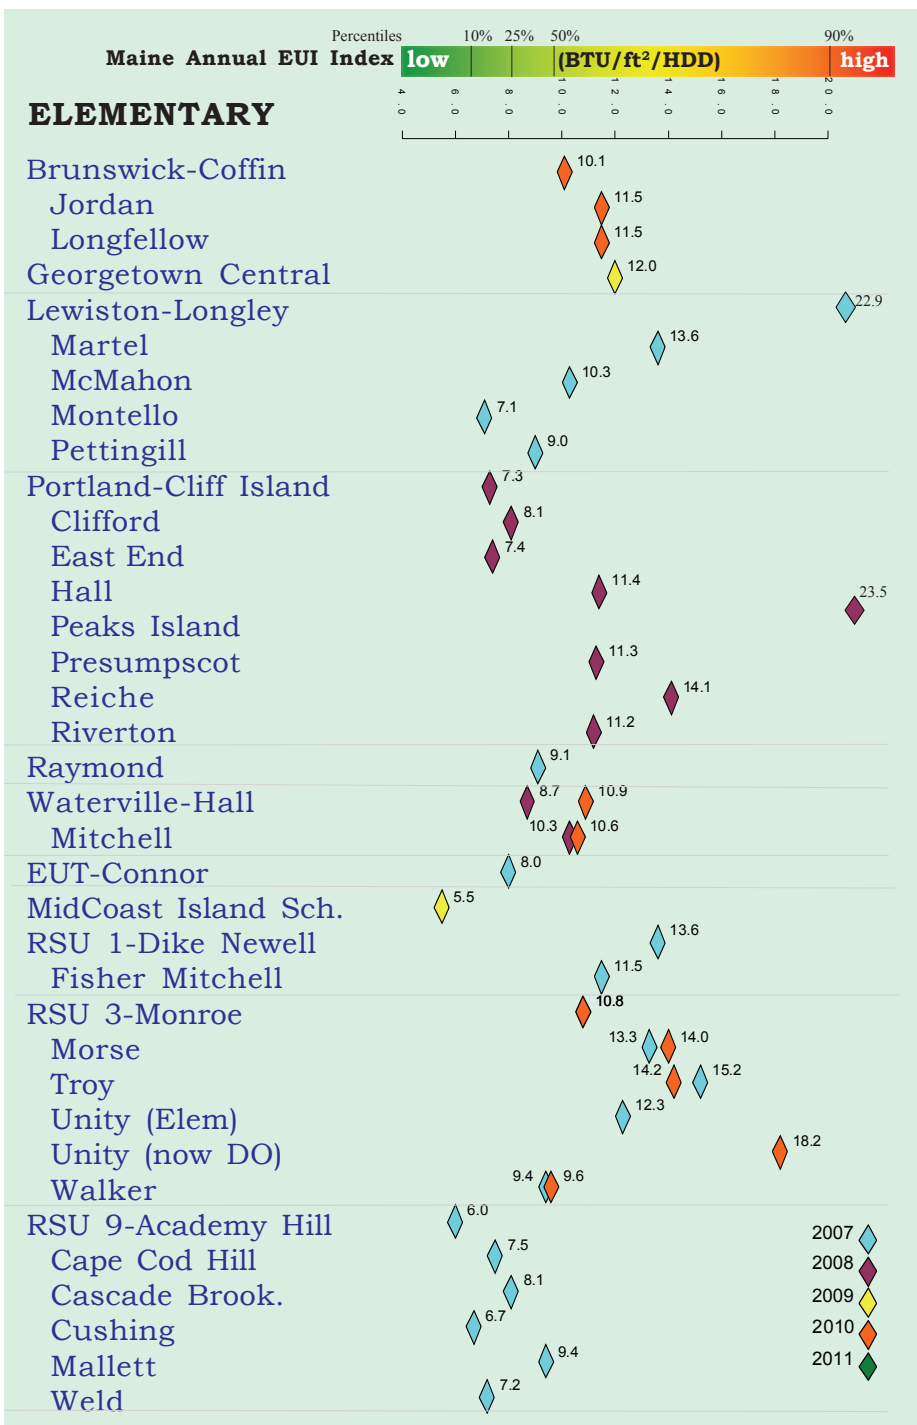 Percentiles 10% 25% 50% 90%
Maine Annual EUI Index low (BTU/ft²/HDD) high
4.0 6.0 8.0 10.0 12.0 14.0 16.0 18.0 20.0
ELEMENTARY
Brunswick-Coffin 10.1
Jordan 11.5
Longfellow 11.5
Georgetown Central 12.0
Lewiston-Longley 22.9
Martel 13.6
McMahon 10.3
Montello 7.1
Pettingill 9.0
Portland-Cliff Island 7.3
Clifford 8.1
East End 7.4
Hall 11.4
Peaks Island 23.5
Presumpscot 11.3
Reiche 14.1
Riverton 11.2
Raymond 9.1
Waterville-Hall 8.7 10.9
Mitchell 10.3 10.6
EUT-Connor 8.0
MidCoast Island Sch. 5.5
RSU 1-Dike Newell 13.6
Fisher Mitchell 11.5
RSU 3-Monroe 10.8
Morse 13.3 14.0
Troy 14.2 15.2
Unity (Elem) 12.3
Unity (now DO) 18.2
Walker 9.4 9.6
RSU 9-Academy Hill 6.0
Cape Cod Hill 7.5
Cascade Brook. 8.1
Cushing 6.7
Mallett 9.4
Weld 7.2
2007
2008
2009
2010
2011